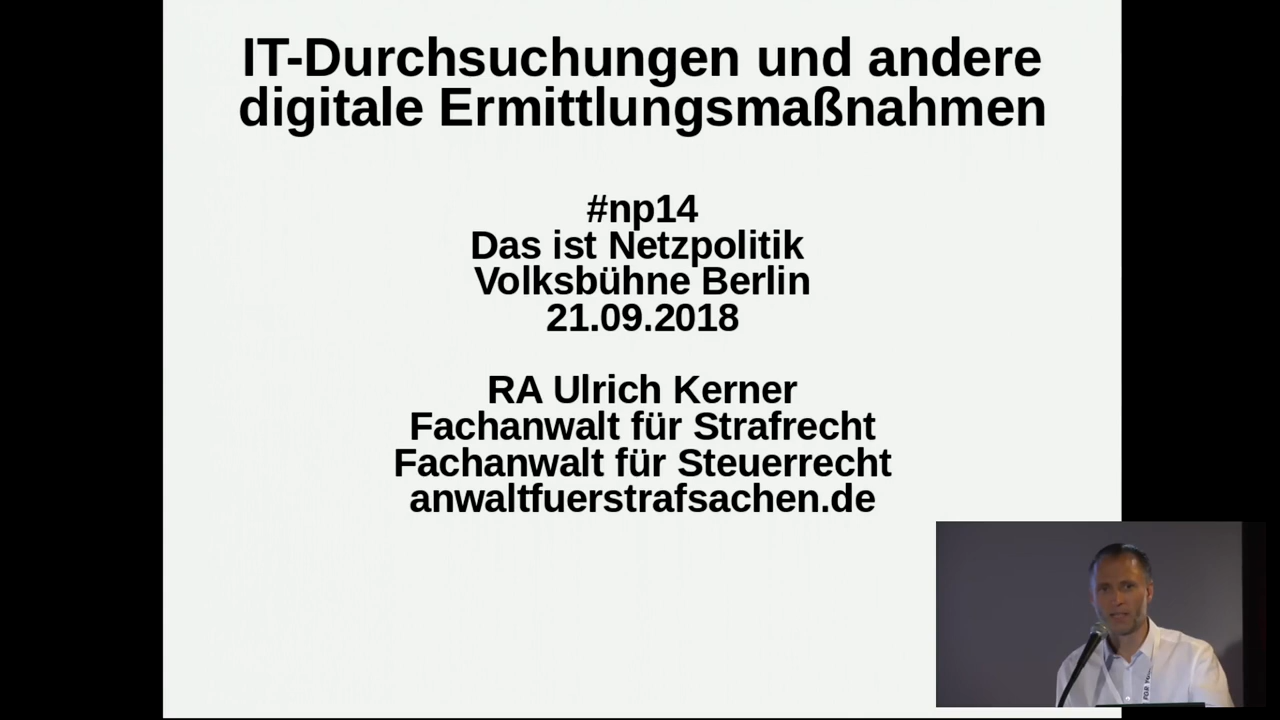 IT-Durchsuchungen und andere
digitale Ermittlungsmaßnahmen
#np14
Das ist Netzpolitik
Volksbühne Berlin
21.09.2018
RA Ulrich Kerner
Fachanwalt für Strafrecht
Fachanwalt für Steuerrecht
anwaltfuerstrafsachen.de